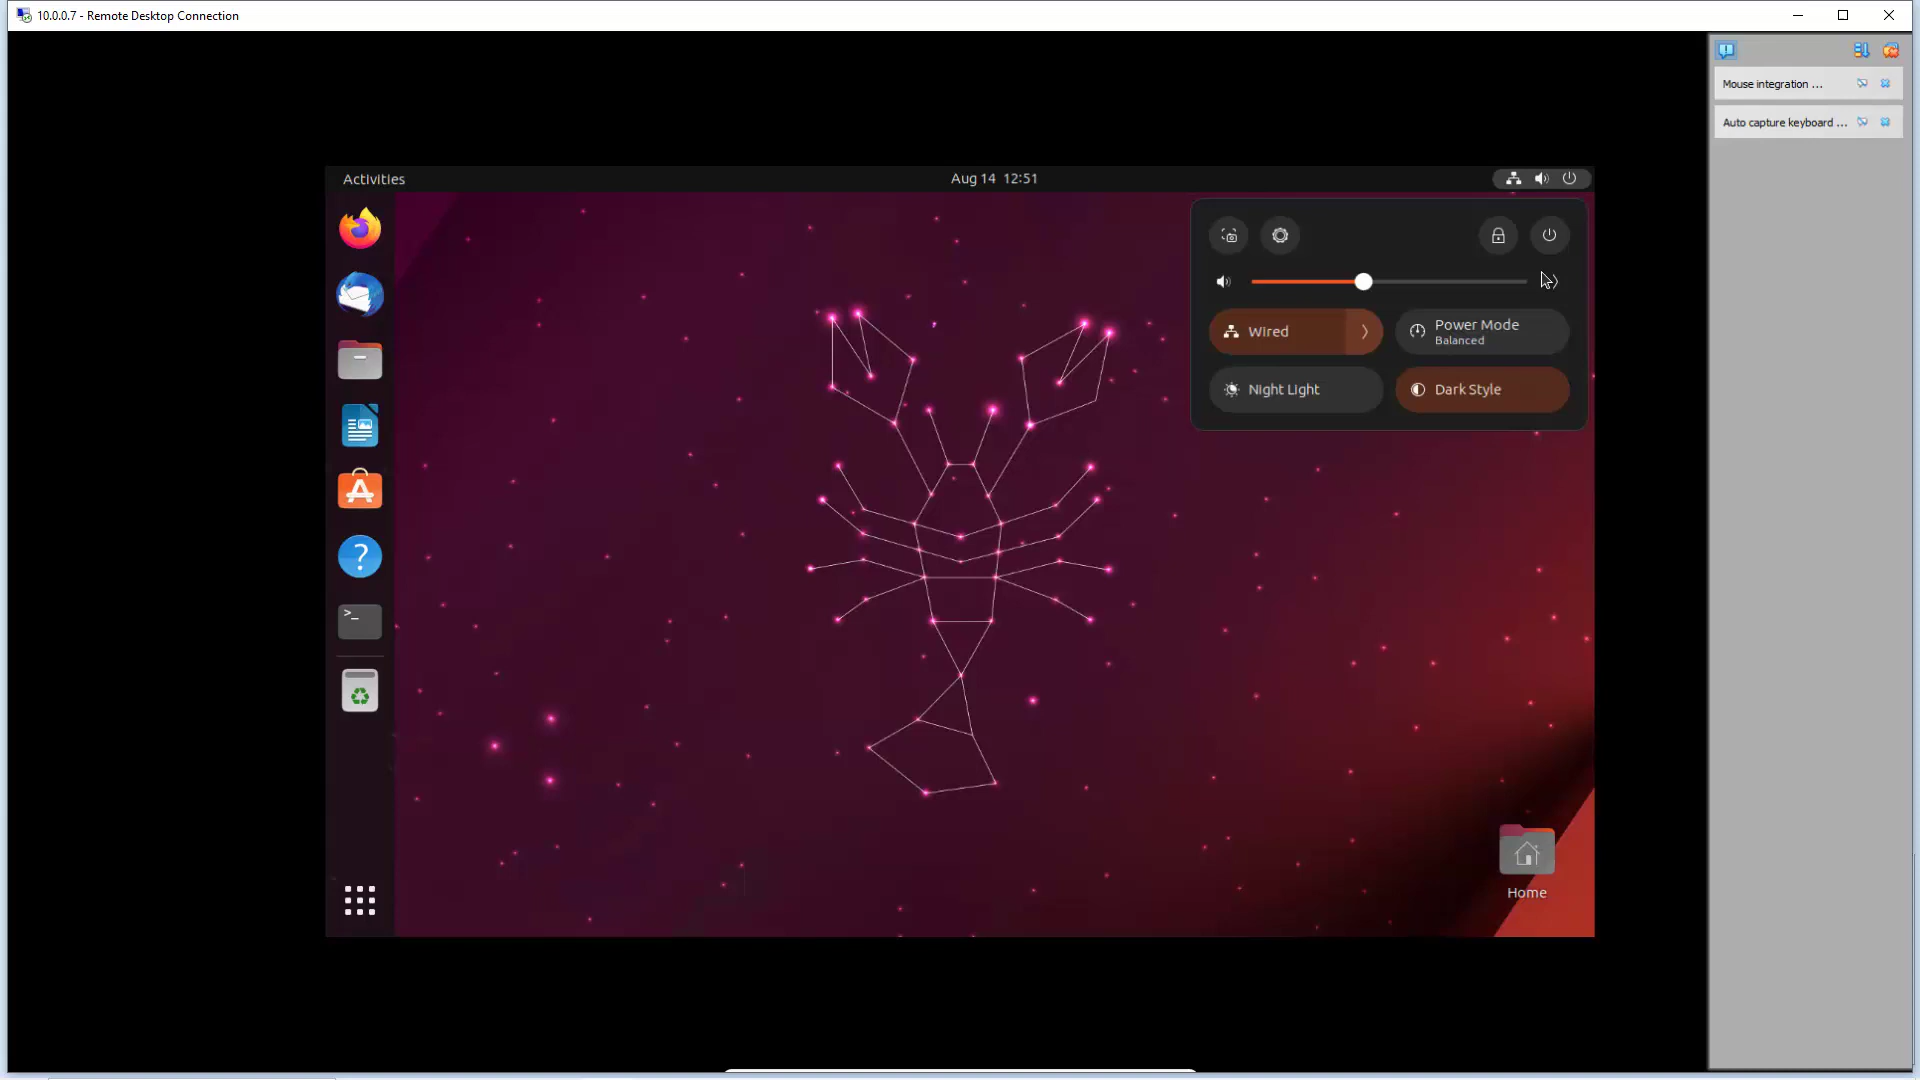 10.0.0.7 - Remote Desktop Connection
Mouse integration ...
Auto capture keyboard ...
Activities
Aug 14 12:51
Wired
Power Mode
Balanced
Night Light
Dark Style
>_
?
Home